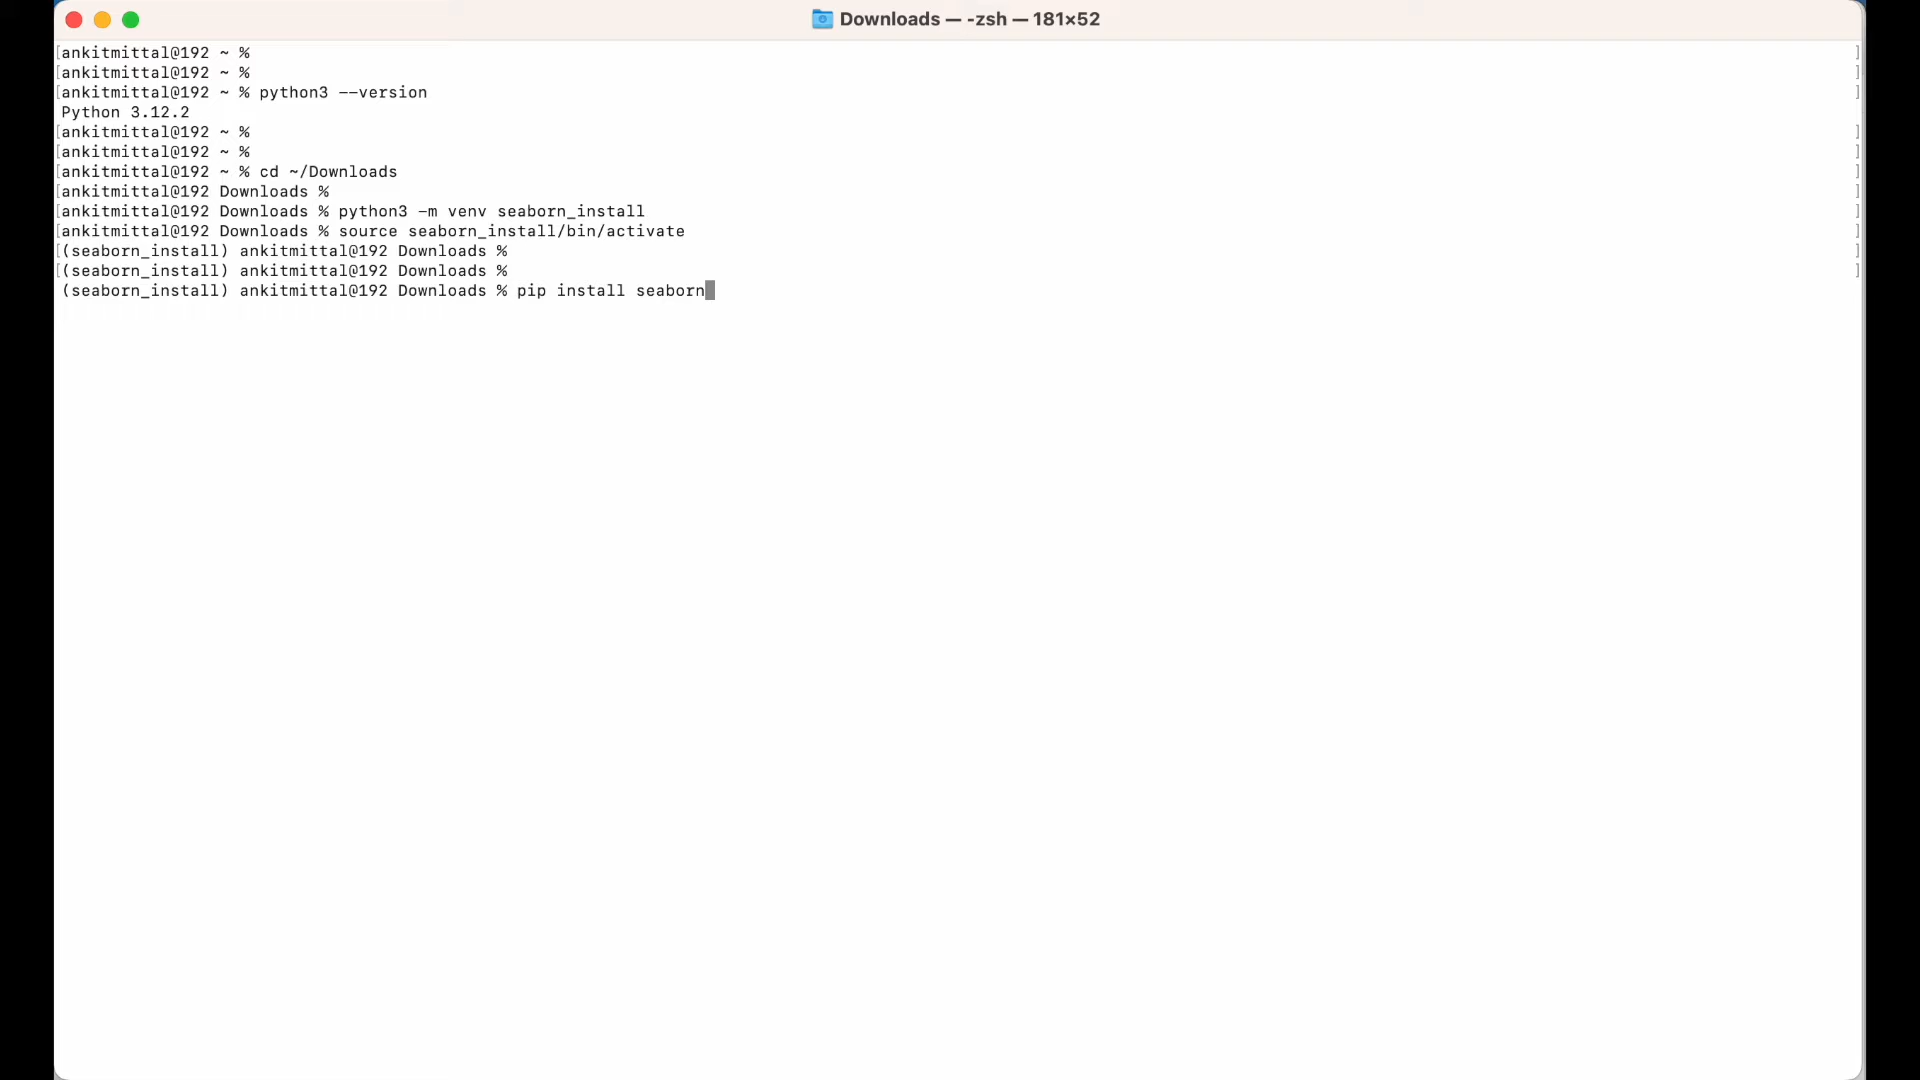 Downloads — -zsh — 181×52
[ankitmittal@192 ~ % ]
[ankitmittal@192 ~ % ]
[ankitmittal@192 ~ % python3 --version ]
Python 3.12.2
[ankitmittal@192 ~ % ]
[ankitmittal@192 ~ % ]
[ankitmittal@192 ~ % cd ~/Downloads ]
[ankitmittal@192 Downloads % ]
[ankitmittal@192 Downloads % python3 -m venv seaborn_install ]
[ankitmittal@192 Downloads % source seaborn_install/bin/activate ]
[(seaborn_install) ankitmittal@192 Downloads % ]
[(seaborn_install) ankitmittal@192 Downloads % ]
(seaborn_install) ankitmittal@192 Downloads % pip install seaborn